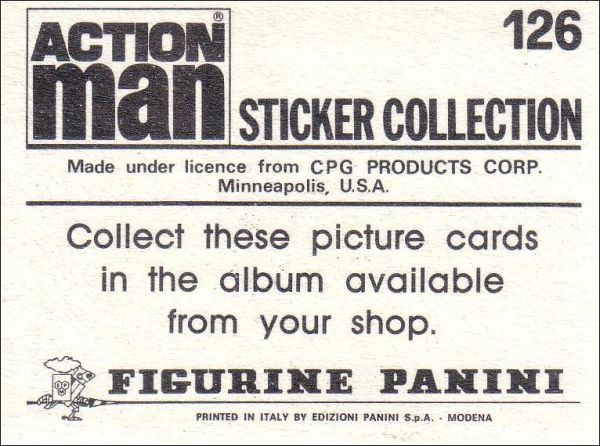 ACTION® 126
man STICKER COLLECTION
Made under licence from CPG PRODUCTS CORP.
Minneapolis, U.S.A.
Collect these picture cards
in the album available
from your shop.
FIGURINE PANINI
PRINTED IN ITALY BY EDIZIONI PANINI S.p.A. - MODENA